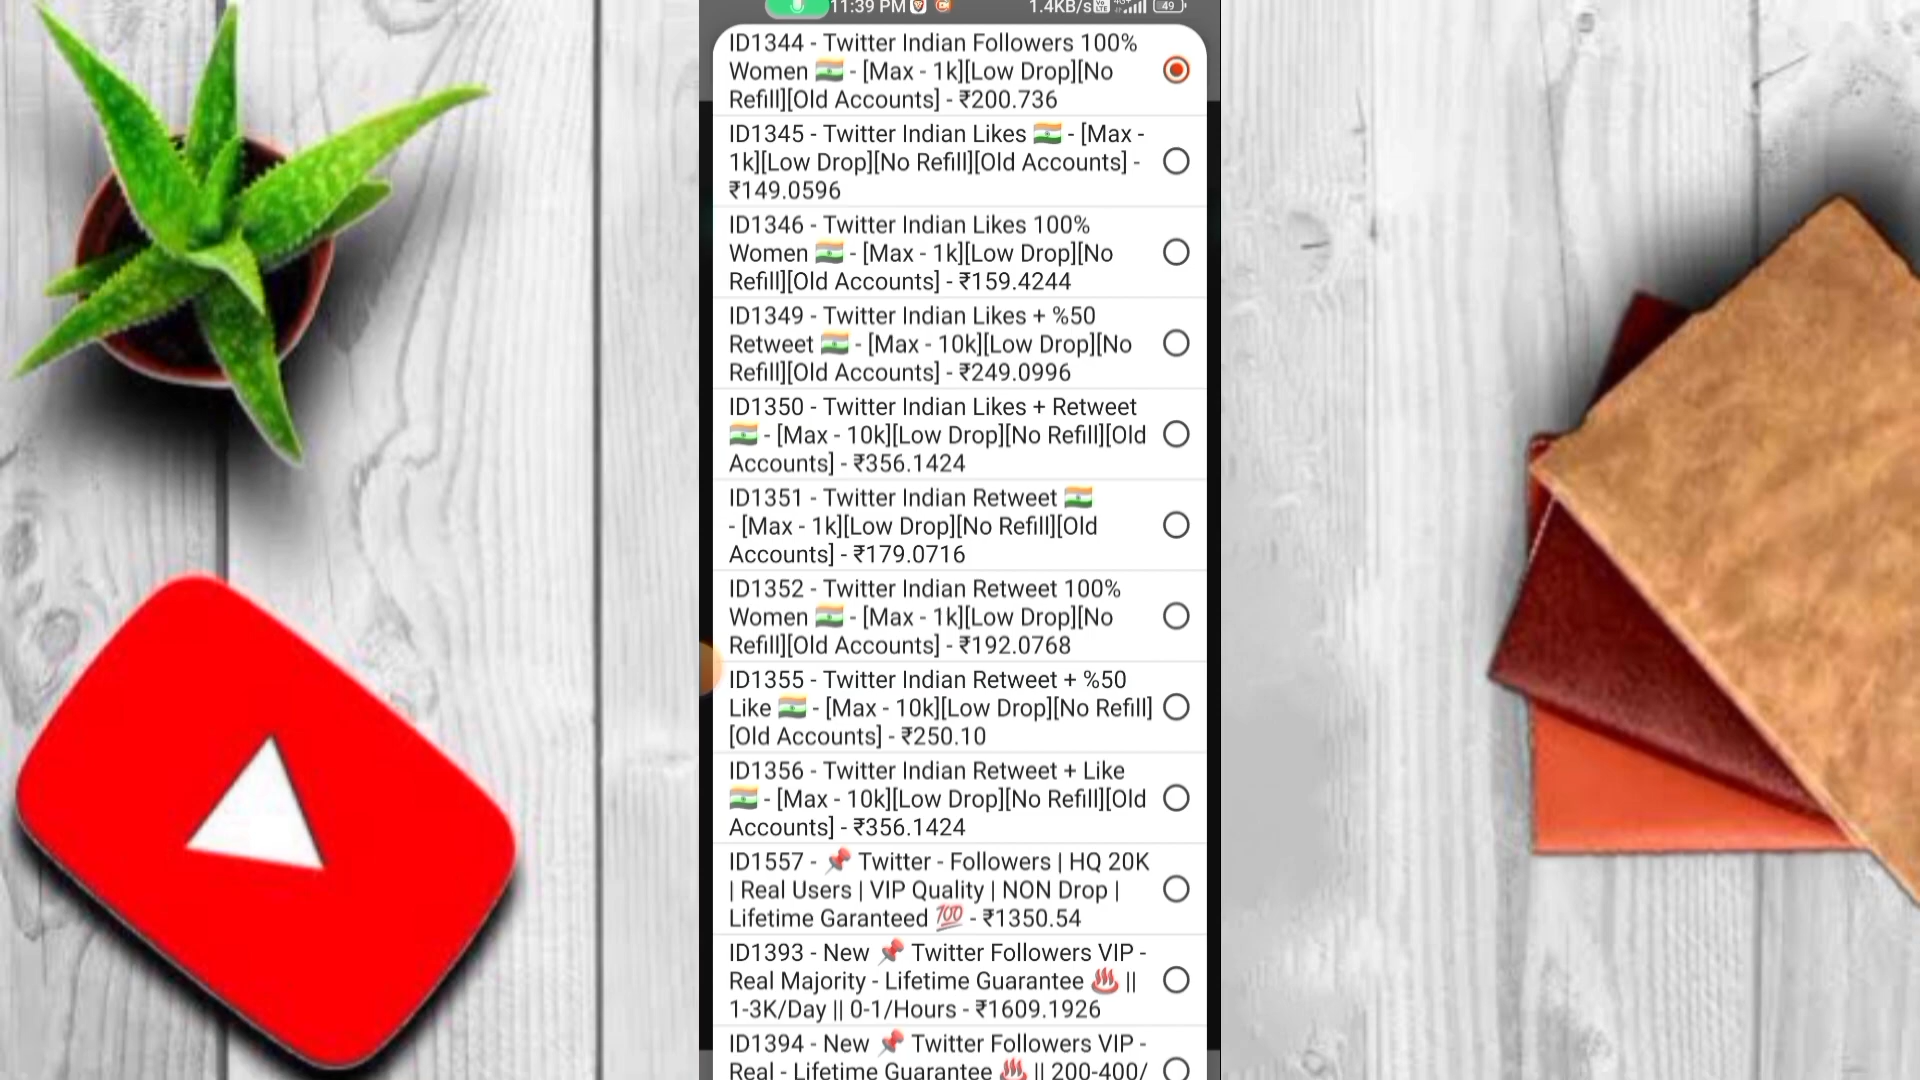 11:39 PM 1.4KB/s 49
ID1344 - Twitter Indian Followers 100%
Women 🇮🇳 - [Max - 1k][Low Drop][No
Refill][Old Accounts] - ₹200.736
ID1345 - Twitter Indian Likes 🇮🇳 - [Max -
1k][Low Drop][No Refill][Old Accounts] -
₹149.0596
ID1346 - Twitter Indian Likes 100%
Women 🇮🇳 - [Max - 1k][Low Drop][No
Refill][Old Accounts] - ₹159.4244
ID1349 - Twitter Indian Likes + %50
Retweet 🇮🇳 - [Max - 10k][Low Drop][No
Refill][Old Accounts] - ₹249.0996
ID1350 - Twitter Indian Likes + Retweet
🇮🇳 - [Max - 10k][Low Drop][No Refill][Old
Accounts] - ₹356.1424
ID1351 - Twitter Indian Retweet 🇮🇳
- [Max - 1k][Low Drop][No Refill][Old
Accounts] - ₹179.0716
ID1352 - Twitter Indian Retweet 100%
Women 🇮🇳 - [Max - 1k][Low Drop][No
Refill][Old Accounts] - ₹192.0768
ID1355 - Twitter Indian Retweet + %50
Like 🇮🇳 - [Max - 10k][Low Drop][No Refill]
[Old Accounts] - ₹250.10
ID1356 - Twitter Indian Retweet + Like
🇮🇳 - [Max - 10k][Low Drop][No Refill][Old
Accounts] - ₹356.1424
ID1557 - 📌 Twitter - Followers | HQ 20K
| Real Users | VIP Quality | NON Drop |
Lifetime Garanteed 💯 - ₹1350.54
ID1393 - New 📌 Twitter Followers VIP -
Real Majority - Lifetime Guarantee ♨️ ||
1-3K/Day || 0-1/Hours - ₹1609.1926
ID1394 - New 📌 Twitter Followers VIP -
Real - Lifetime Guarantee ♨️ || 200-400/